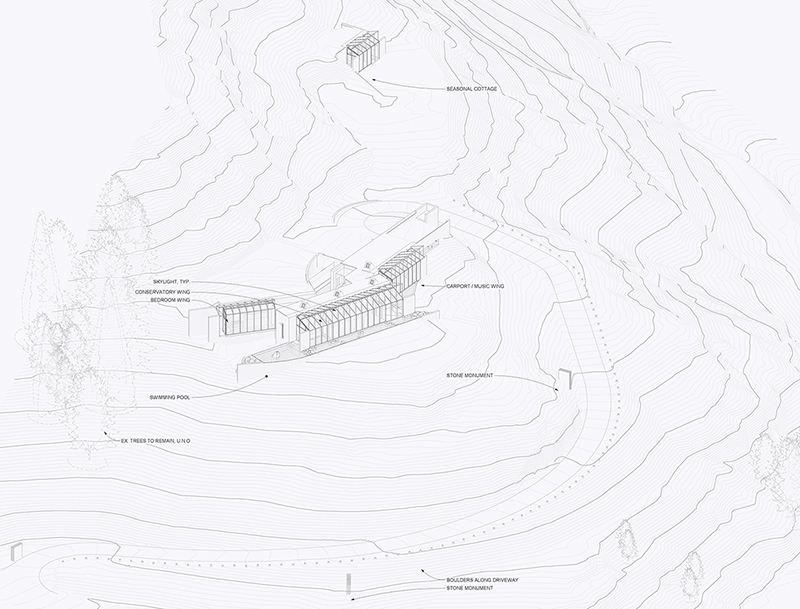 SEASONAL COTTAGE
SKYLIGHT, TYP.
CONSERVATORY WING
BEDROOM WING
CARPORT / MUSIC WING
STONE MONUMENT
SWIMMING POOL
EX. TREES TO REMAIN, U.N.O
BOULDERS ALONG DRIVEWAY
STONE MONUMENT